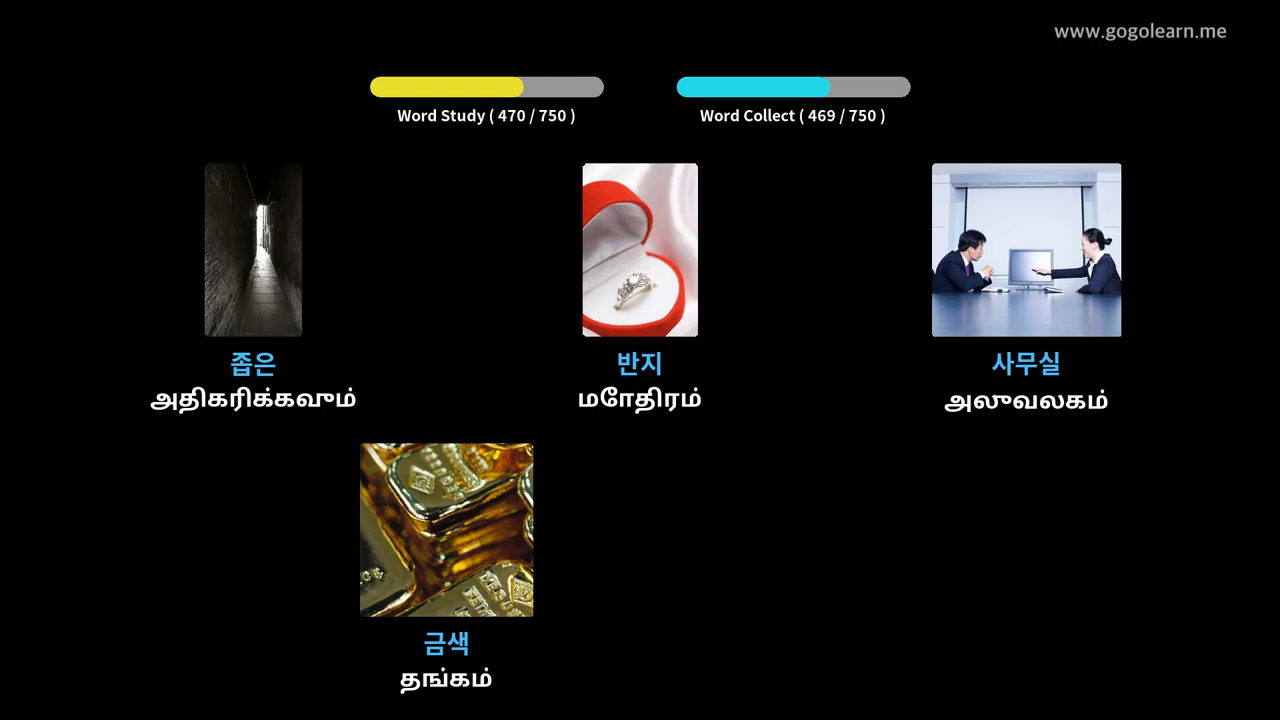 www.gogolearn.me
Word Study ( 470 / 750 )
Word Collect ( 469 / 750 )
좁은
அதிகரிக்கவும்
반지
மோதிரம்
사무실
அலுவலகம்
금색
தங்கம்